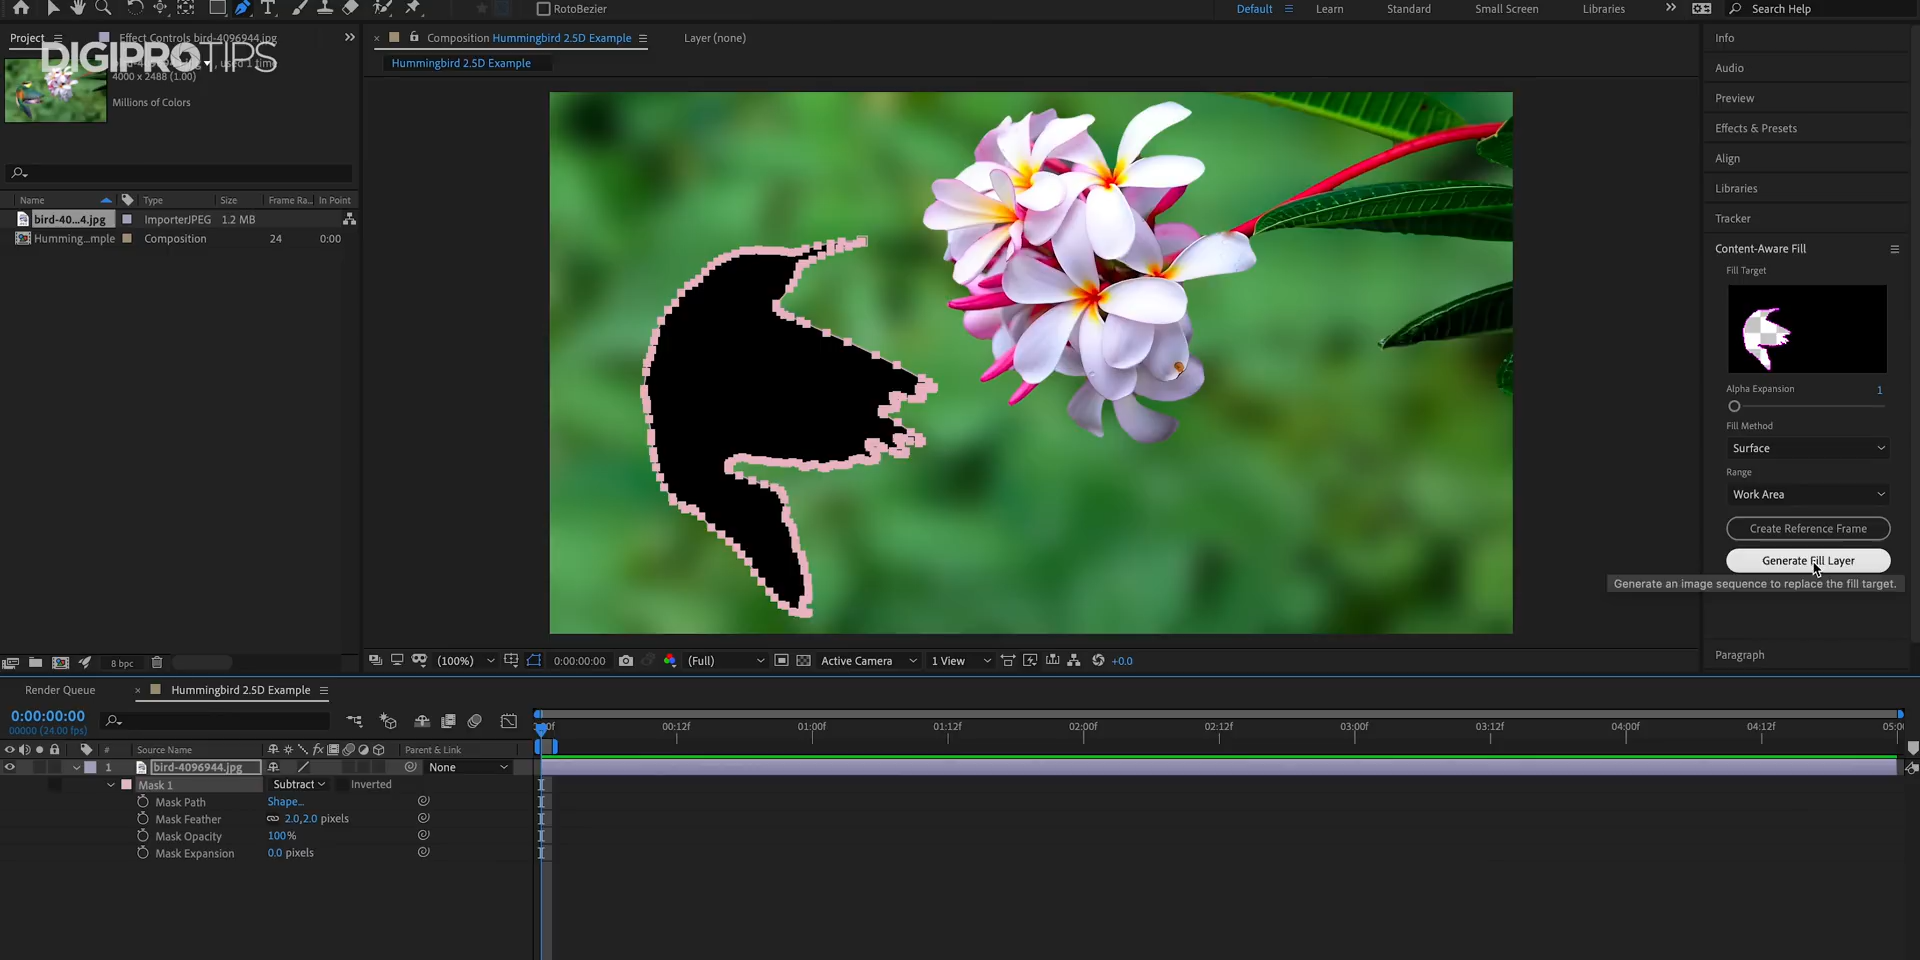 RotoBezier
Default
Learn
Standard
Small Screen
Libraries
Search Help
Project
Effect Controls bird-4096944.jpg
DIGIPROTIPS
, used 1 time
4000 x 2488 (1.00)
Millions of Colors
Composition Hummingbird 2.5D Example
Layer (none)
Hummingbird 2.5D Example
Name
Type
Size
Frame Ra...
In Point
bird-40...4.jpg
ImporterJPEG
1.2 MB
Humming...mple
Composition
24
0:00
8 bpc
(100%)
0:00:00:00
(Full)
Active Camera
1 View
+0.0
Info
Audio
Preview
Effects & Presets
Align
Libraries
Tracker
Content-Aware Fill
Fill Target
Alpha Expansion
1
Fill Method
Surface
Range
Work Area
Create Reference Frame
Generate Fill Layer
Generate an image sequence to replace the fill target.
Paragraph
Render Queue
Hummingbird 2.5D Example
0:00:00:00
00000 (24.00 fps)
00:12f
01:00f
01:12f
02:00f
02:12f
03:00f
03:12f
04:00f
04:12f
#
Source Name
Parent & Link
1
bird-4096944.jpg
None
Mask 1
Subtract
Inverted
Mask Path
Shape...
Mask Feather
2.0,2.0 pixels
Mask Opacity
100%
Mask Expansion
0.0 pixels